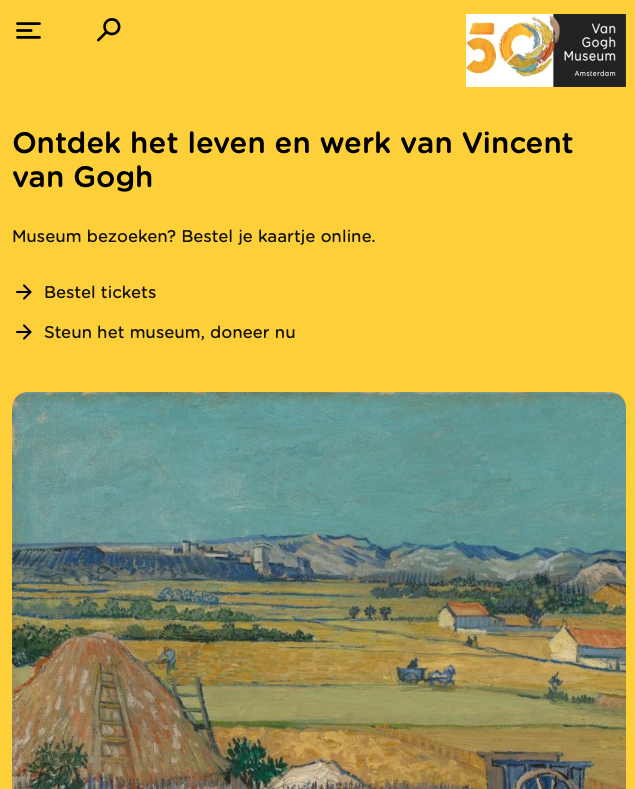 50
Van
Gogh
Museum
Amsterdam
Ontdek het leven en werk van Vincent
van Gogh
Museum bezoeken? Bestel je kaartje online.
Bestel tickets
Steun het museum, doneer nu